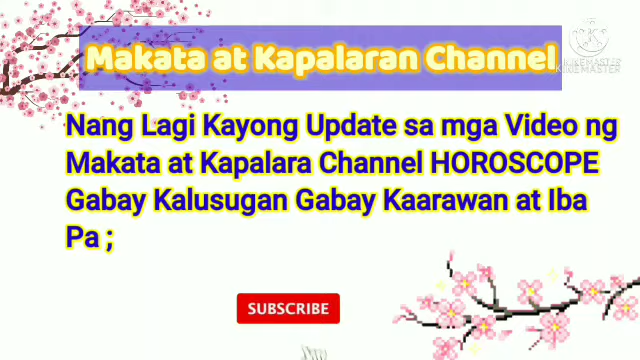 Makata at Kapalaran Channel
KINEMASTER
Nang Lagi Kayong Update sa mga Video ng
Makata at Kapalara Channel HOROSCOPE
Gabay Kalusugan Gabay Kaarawan at Iba
Pa ;
SUBSCRIBE